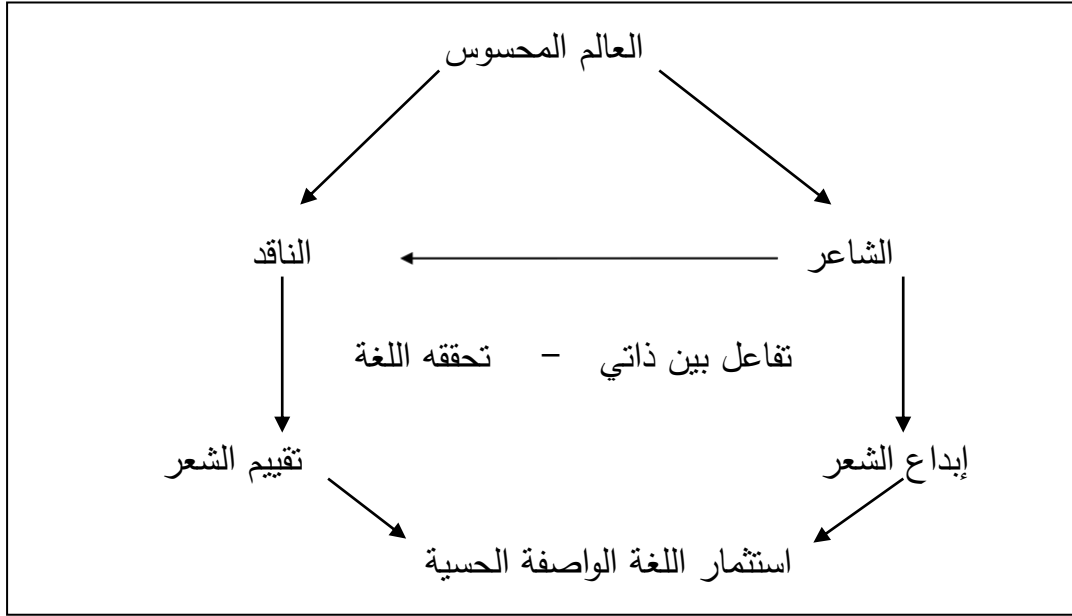 العالم المحسوس
الشاعر
الناقد
تفاعل بين ذاتي – تحققه اللغة
إبداع الشعر
تقييم الشعر
استثمار اللغة الواصفة الحسية